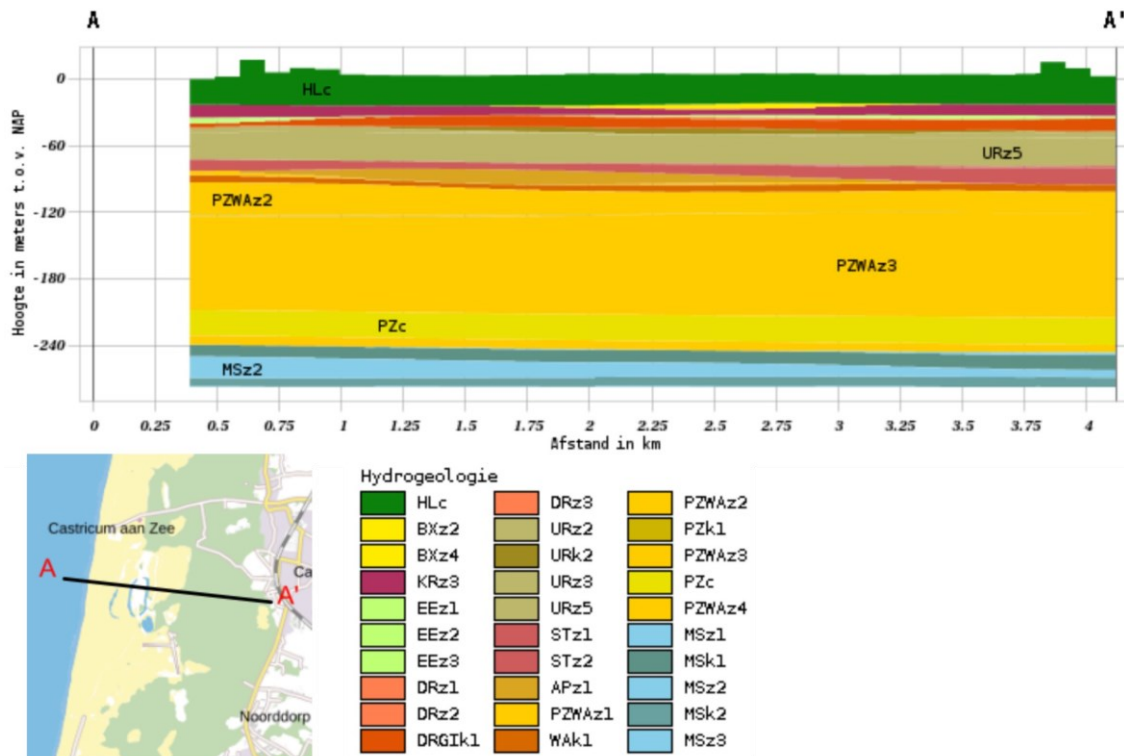 A A'
Hoogte in meters t.o.v. NAP
0
-60
-120
-180
-240
HLc
URz5
PZWAz2
PZWAz3
PZc
MSz2
0 0.25 0.5 0.75 1 1.25 1.5 1.75 2 2.25 2.5 2.75 3 3.25 3.5 3.75 4
Afstand in km
Castricum aan Zee
A
A'
Ca
Noorddorp
Hydrogeologie
HLc DRz3 PZWAz2
BXz2 URz2 PZk1
BXz4 URk2 PZWAz3
KRz3 URz3 PZc
EEz1 URz5 PZWAz4
EEz2 STz1 MSz1
EEz3 STz2 MSk1
DRz1 APz1 MSz2
DRz2 PZWAz1 MSk2
DRGIk1 WAk1 MSz3